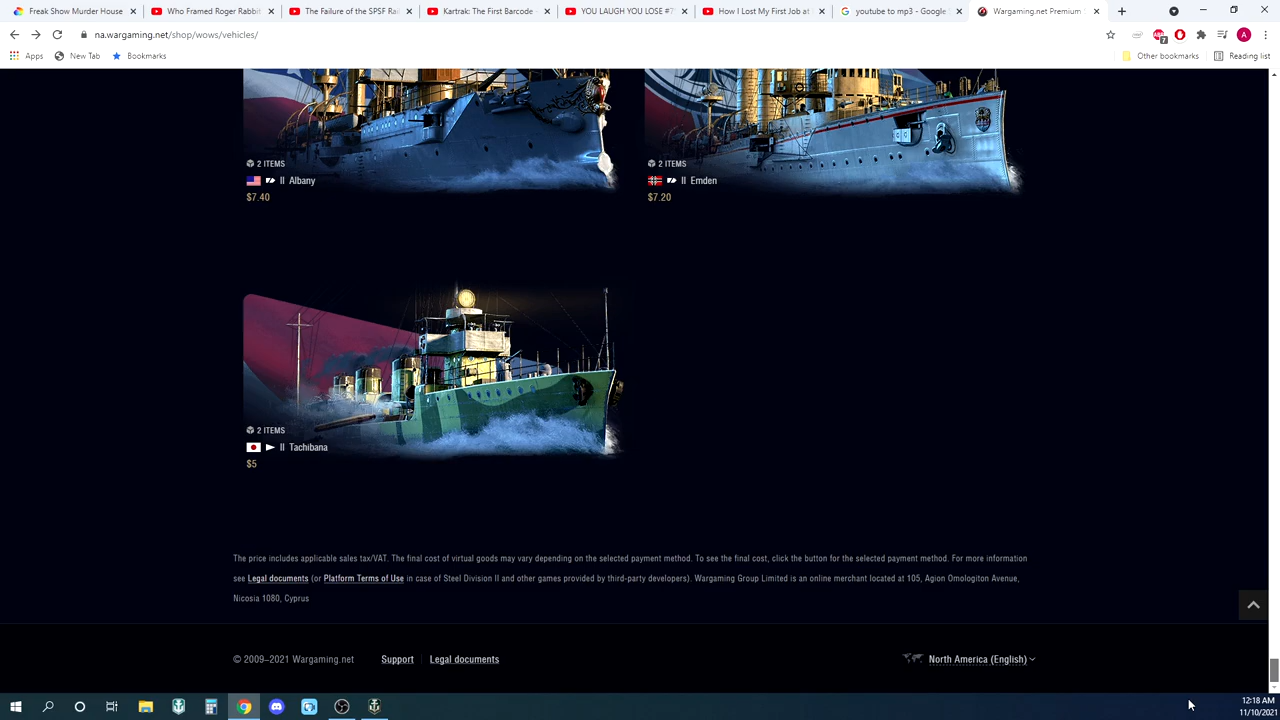 Freak Show Murder House
Who Framed Roger Rabbit
The Failure of the SPSF Rai
Kartrak: The First Barcode -
YOU LAUGH YOU LOSE #7
How I Lost My First Job at
youtube to mp3 - Google
Wargaming.net Premium
na.wargaming.net/shop/wows/vehicles/
7
A
Apps
New Tab
Bookmarks
Other bookmarks
Reading list
2 ITEMS
II Albany
$7.40
2 ITEMS
II Emden
$7.20
2 ITEMS
II Tachibana
$5
The price includes applicable sales tax/VAT. The final cost of virtual goods may vary depending on the selected payment method. To see the final cost, click the button for the selected payment method. For more information
see Legal documents (or Platform Terms of Use in case of Steel Division II and other games provided by third-party developers). Wargaming Group Limited is an online merchant located at 105, Agion Omologiton Avenue,
Nicosia 1080, Cyprus
© 2009–2021 Wargaming.net
Support
Legal documents
North America (English)
12:18 AM
11/10/2021